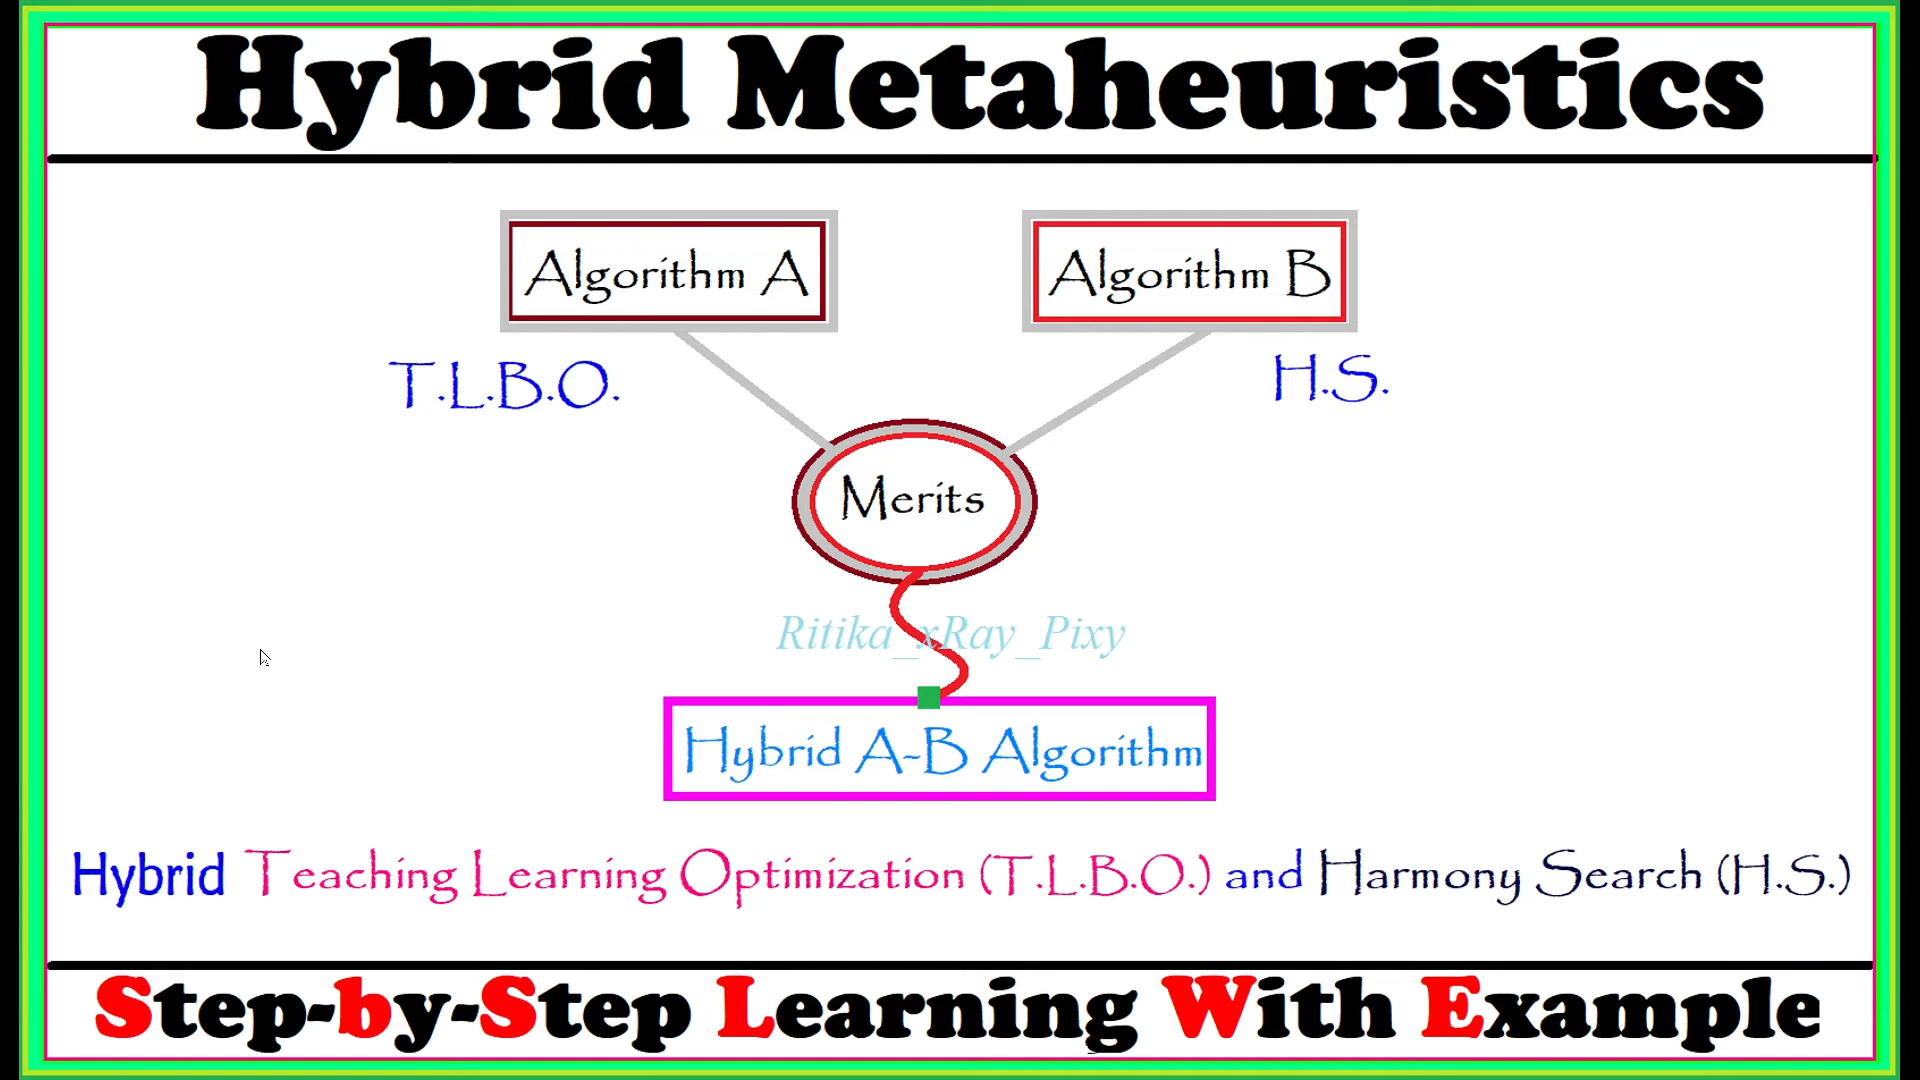 Hybrid Metaheuristics
Algorithm A
Algorithm B
T.L.B.O.
H.S.
Merits
Ritika_xRay_Pixy
Hybrid A-B Algorithm
Hybrid Teaching Learning Optimization (T.L.B.O.) and Harmony Search (H.S.)
Step-by-Step Learning With Example